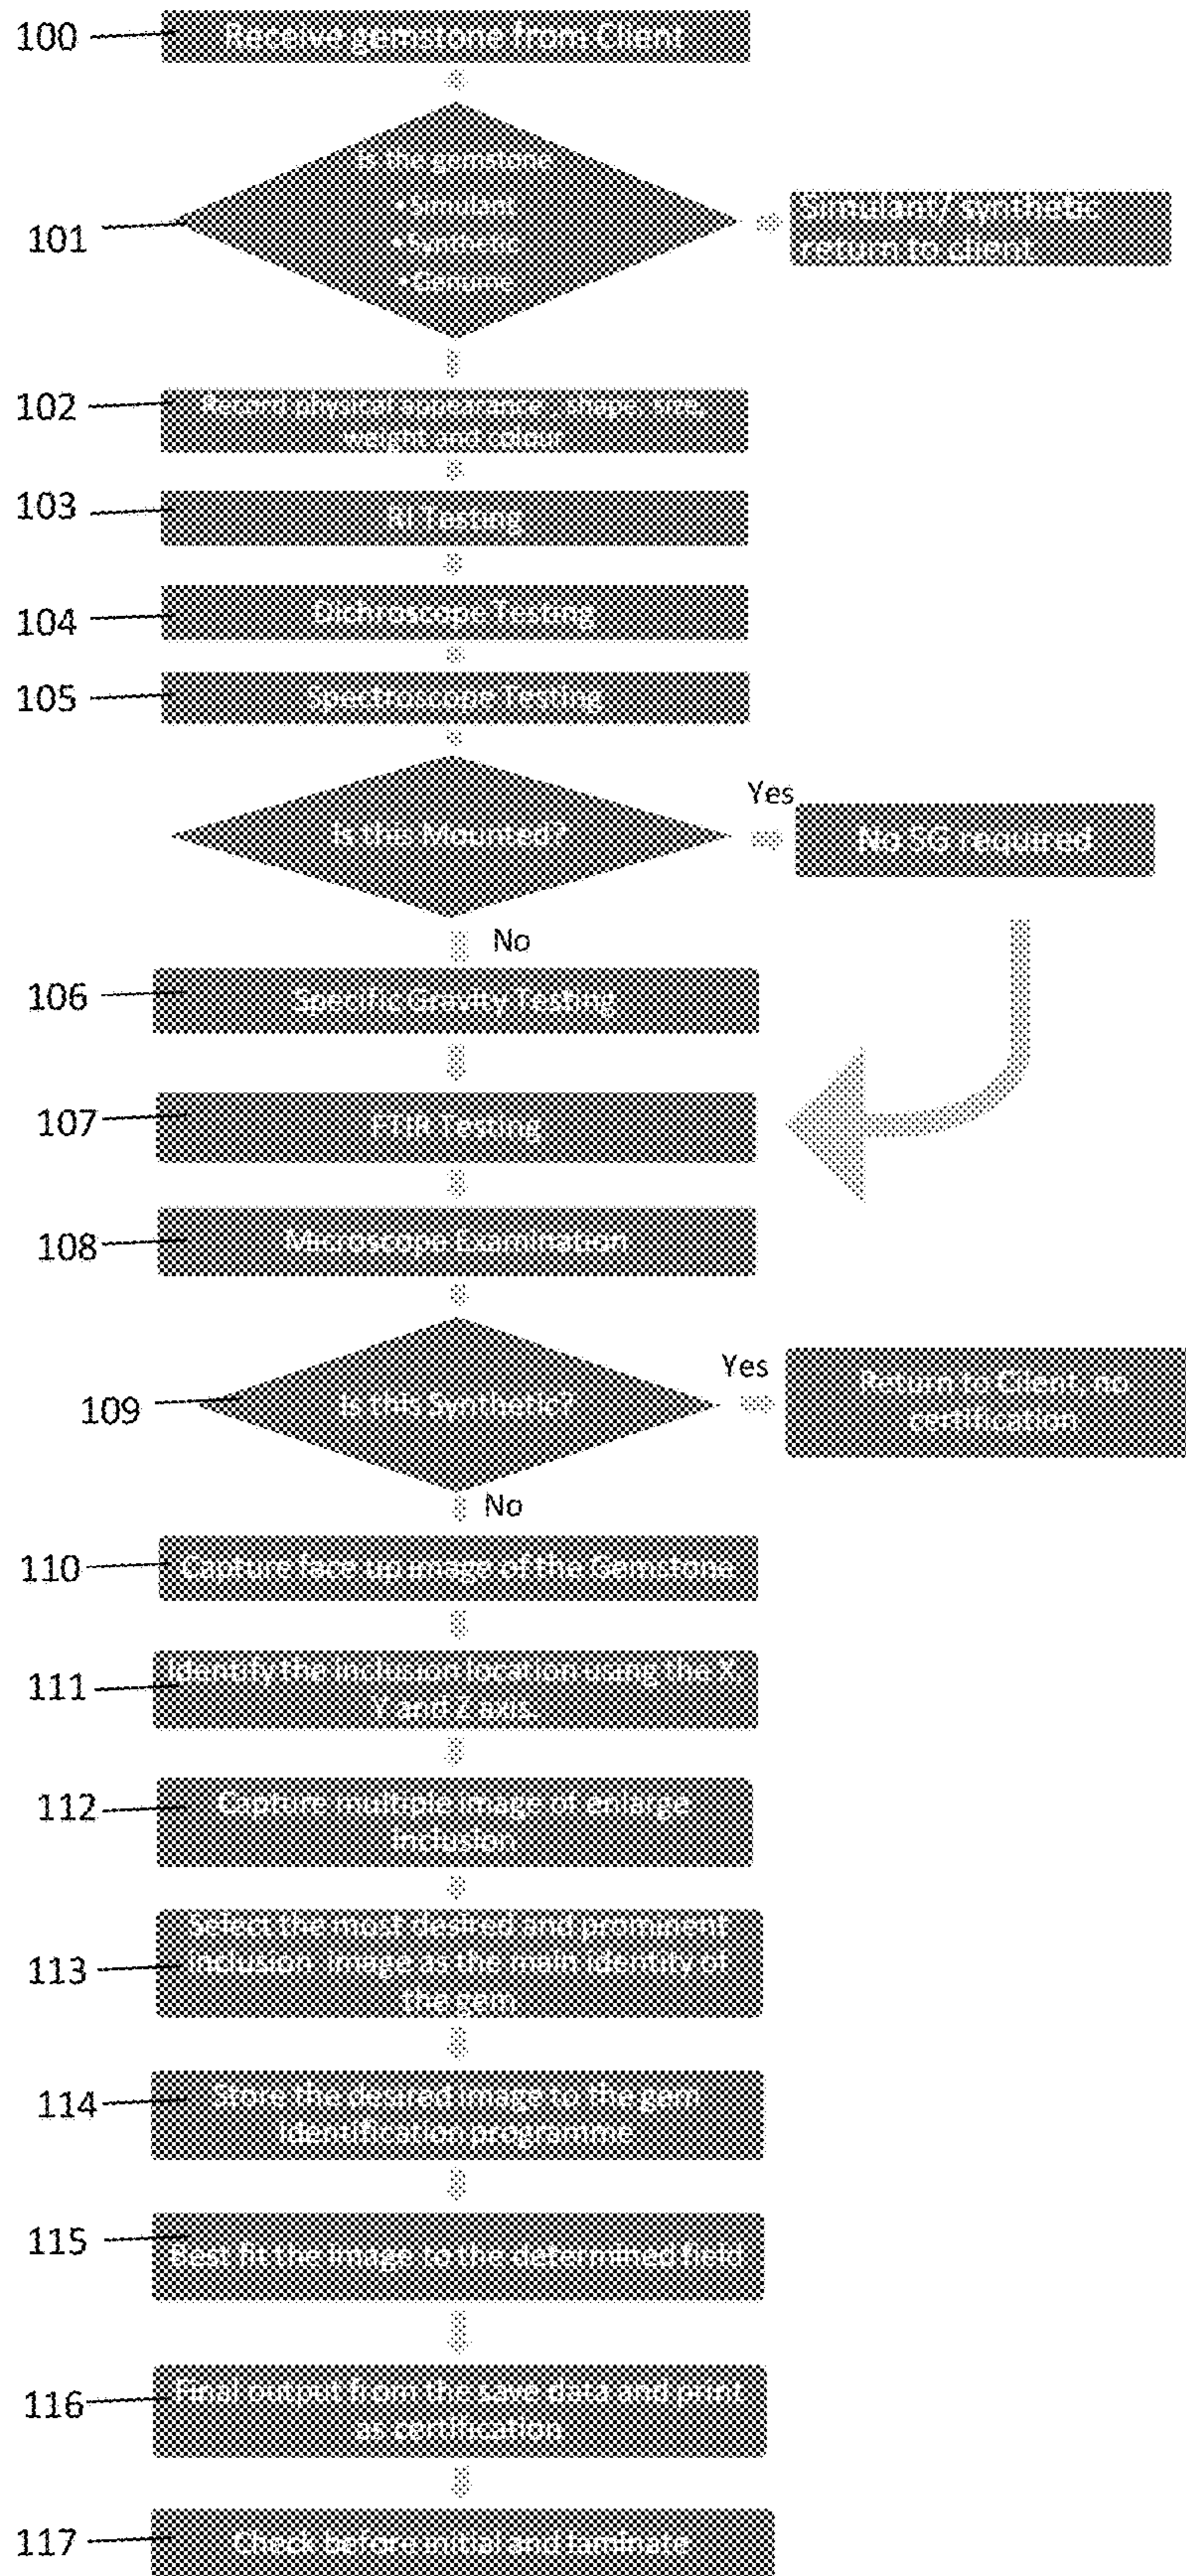 100
Receive gemstone from Client
101
Is the gemstone
•Simulant
•Synthetic
•Genuine
Simulant/ synthetic
return to client
102
Record physical appearance , shape, size,
weight and colour
103
RI Testing
104
Dichroscope Testing
105
Spectroscope Testing
Is this Mounted?
Yes
No SG required
No
106
Specific Gravity Testing
107
FTIR Testing
108
Microscope Examination
109
Is this Synthetic?
Yes
Return to Client, no
certification
No
110
Capture face up image of the Gemstone
111
Identify the inclusion location using the X,
Y and Z axis.
112
Capture multiple image of enlarge
inclusion
113
Select the most desired and prominent
inclusion image as the main identity of
the gem
114
Store the desired image to the gem
identification programme
115
Best fit the image to the determined field
116
Final output from the save data and print
as certification
117
Check before initial and laminate